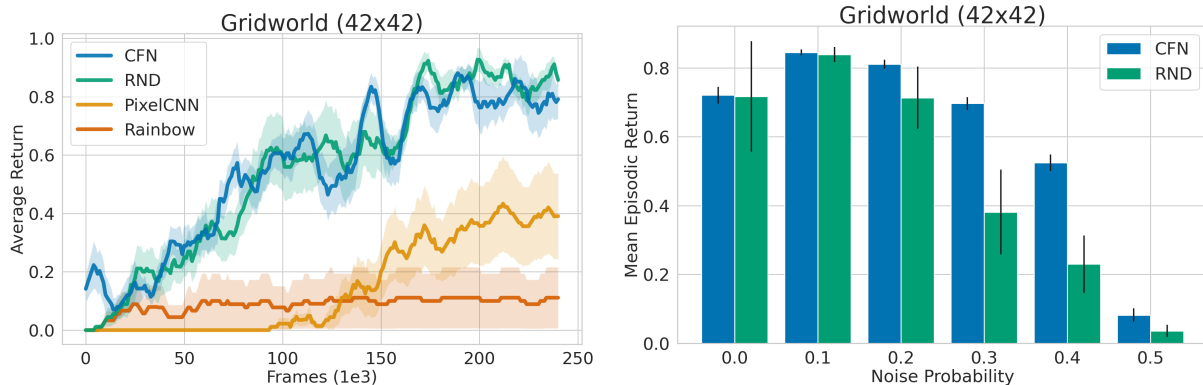 Gridworld (42x42)
Average Return
1.0
0.8
0.6
0.4
0.2
0.0
CFN
RND
PixelCNN
Rainbow
0
50
100
150
200
250
Frames (1e3)
Gridworld (42x42)
Mean Episodic Return
0.8
0.6
0.4
0.2
0.0
CFN
RND
0.0
0.1
0.2
0.3
0.4
0.5
Noise Probability